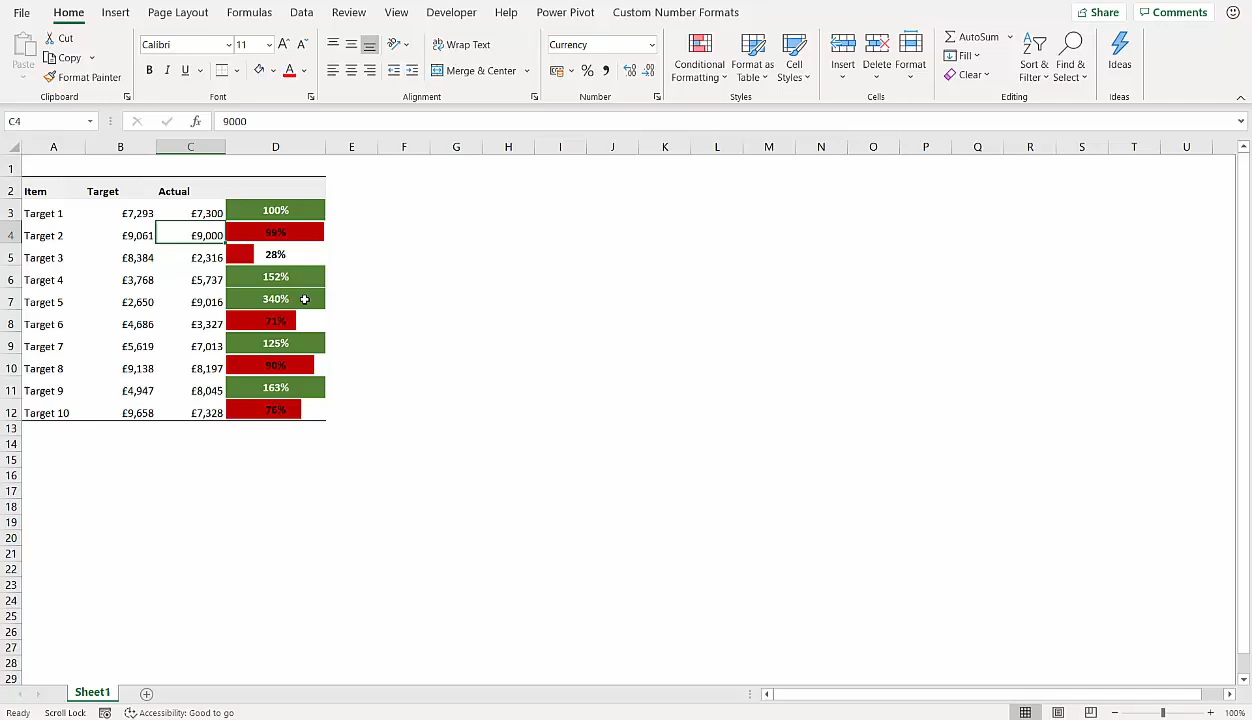 File Home Insert Page Layout Formulas Data Review View Developer Help Power Pivot Custom Number Formats Share Comments
Paste Cut Copy Format Painter Clipboard
Calibri 11 A A B I U A Font
Wrap Text Merge & Center Alignment
Currency % , Number
Conditional Formatting Format as Table Cell Styles Styles
Insert Delete Format Cells
AutoSum Fill Clear Sort & Filter Find & Select Editing
Ideas Ideas
C4 fx 9000
A B C D E F G H I J K L M N O P Q R S T U
1
2 Item Target Actual
3 Target 1 £7,293 £7,300 100%
4 Target 2 £9,061 £9,000 99%
5 Target 3 £8,384 £2,316 28%
6 Target 4 £3,768 £5,737 152%
7 Target 5 £2,650 £9,016 340%
8 Target 6 £4,686 £3,327 71%
9 Target 7 £5,619 £7,013 125%
10 Target 8 £9,138 £8,197 90%
11 Target 9 £4,947 £8,045 163%
12 Target 10 £9,658 £7,328 76%
13
14
15
16
17
18
19
20
21
22
23
24
25
26
27
28
29
Sheet1
Ready Scroll Lock Accessibility: Good to go 100%